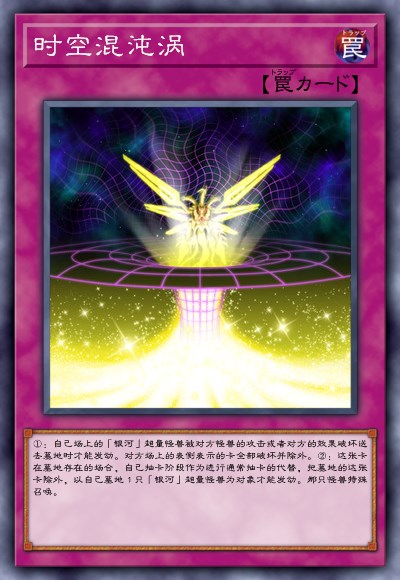 时空混沌涡
トラップ
罠
トラップ
【罠カード】
①：自己场上的「银河」超量怪兽被对方怪兽的攻击或者对方的效果破坏送
去墓地时才能发动。对方场上的表侧表示的卡全部破坏并除外。②：这张卡
在墓地存在的场合，自己抽卡阶段作为进行通常抽卡的代替，把墓地的这张
卡除外，以自己墓地１只「银河」超量怪兽为对象才能发动。那只怪兽特殊
召唤。